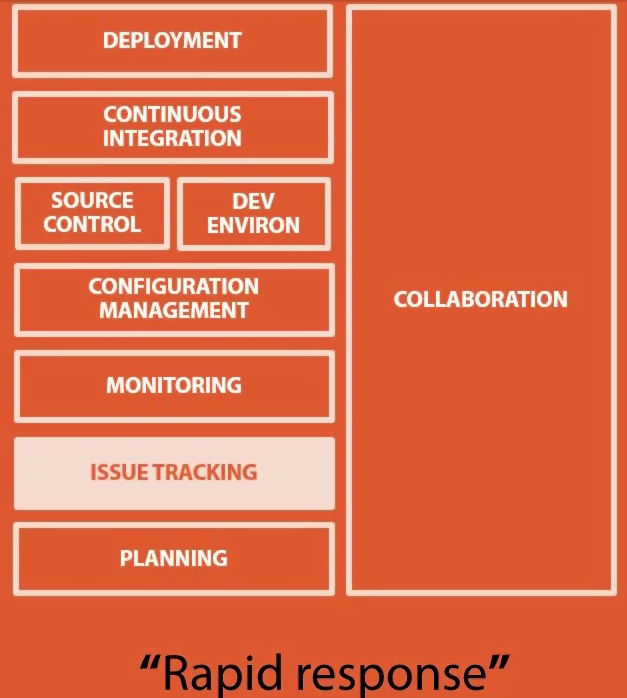 DEPLOYMENT
CONTINUOUS
INTEGRATION
SOURCE
CONTROL
DEV
ENVIRON
CONFIGURATION
MANAGEMENT
MONITORING
ISSUE TRACKING
PLANNING
COLLABORATION
“Rapid response”